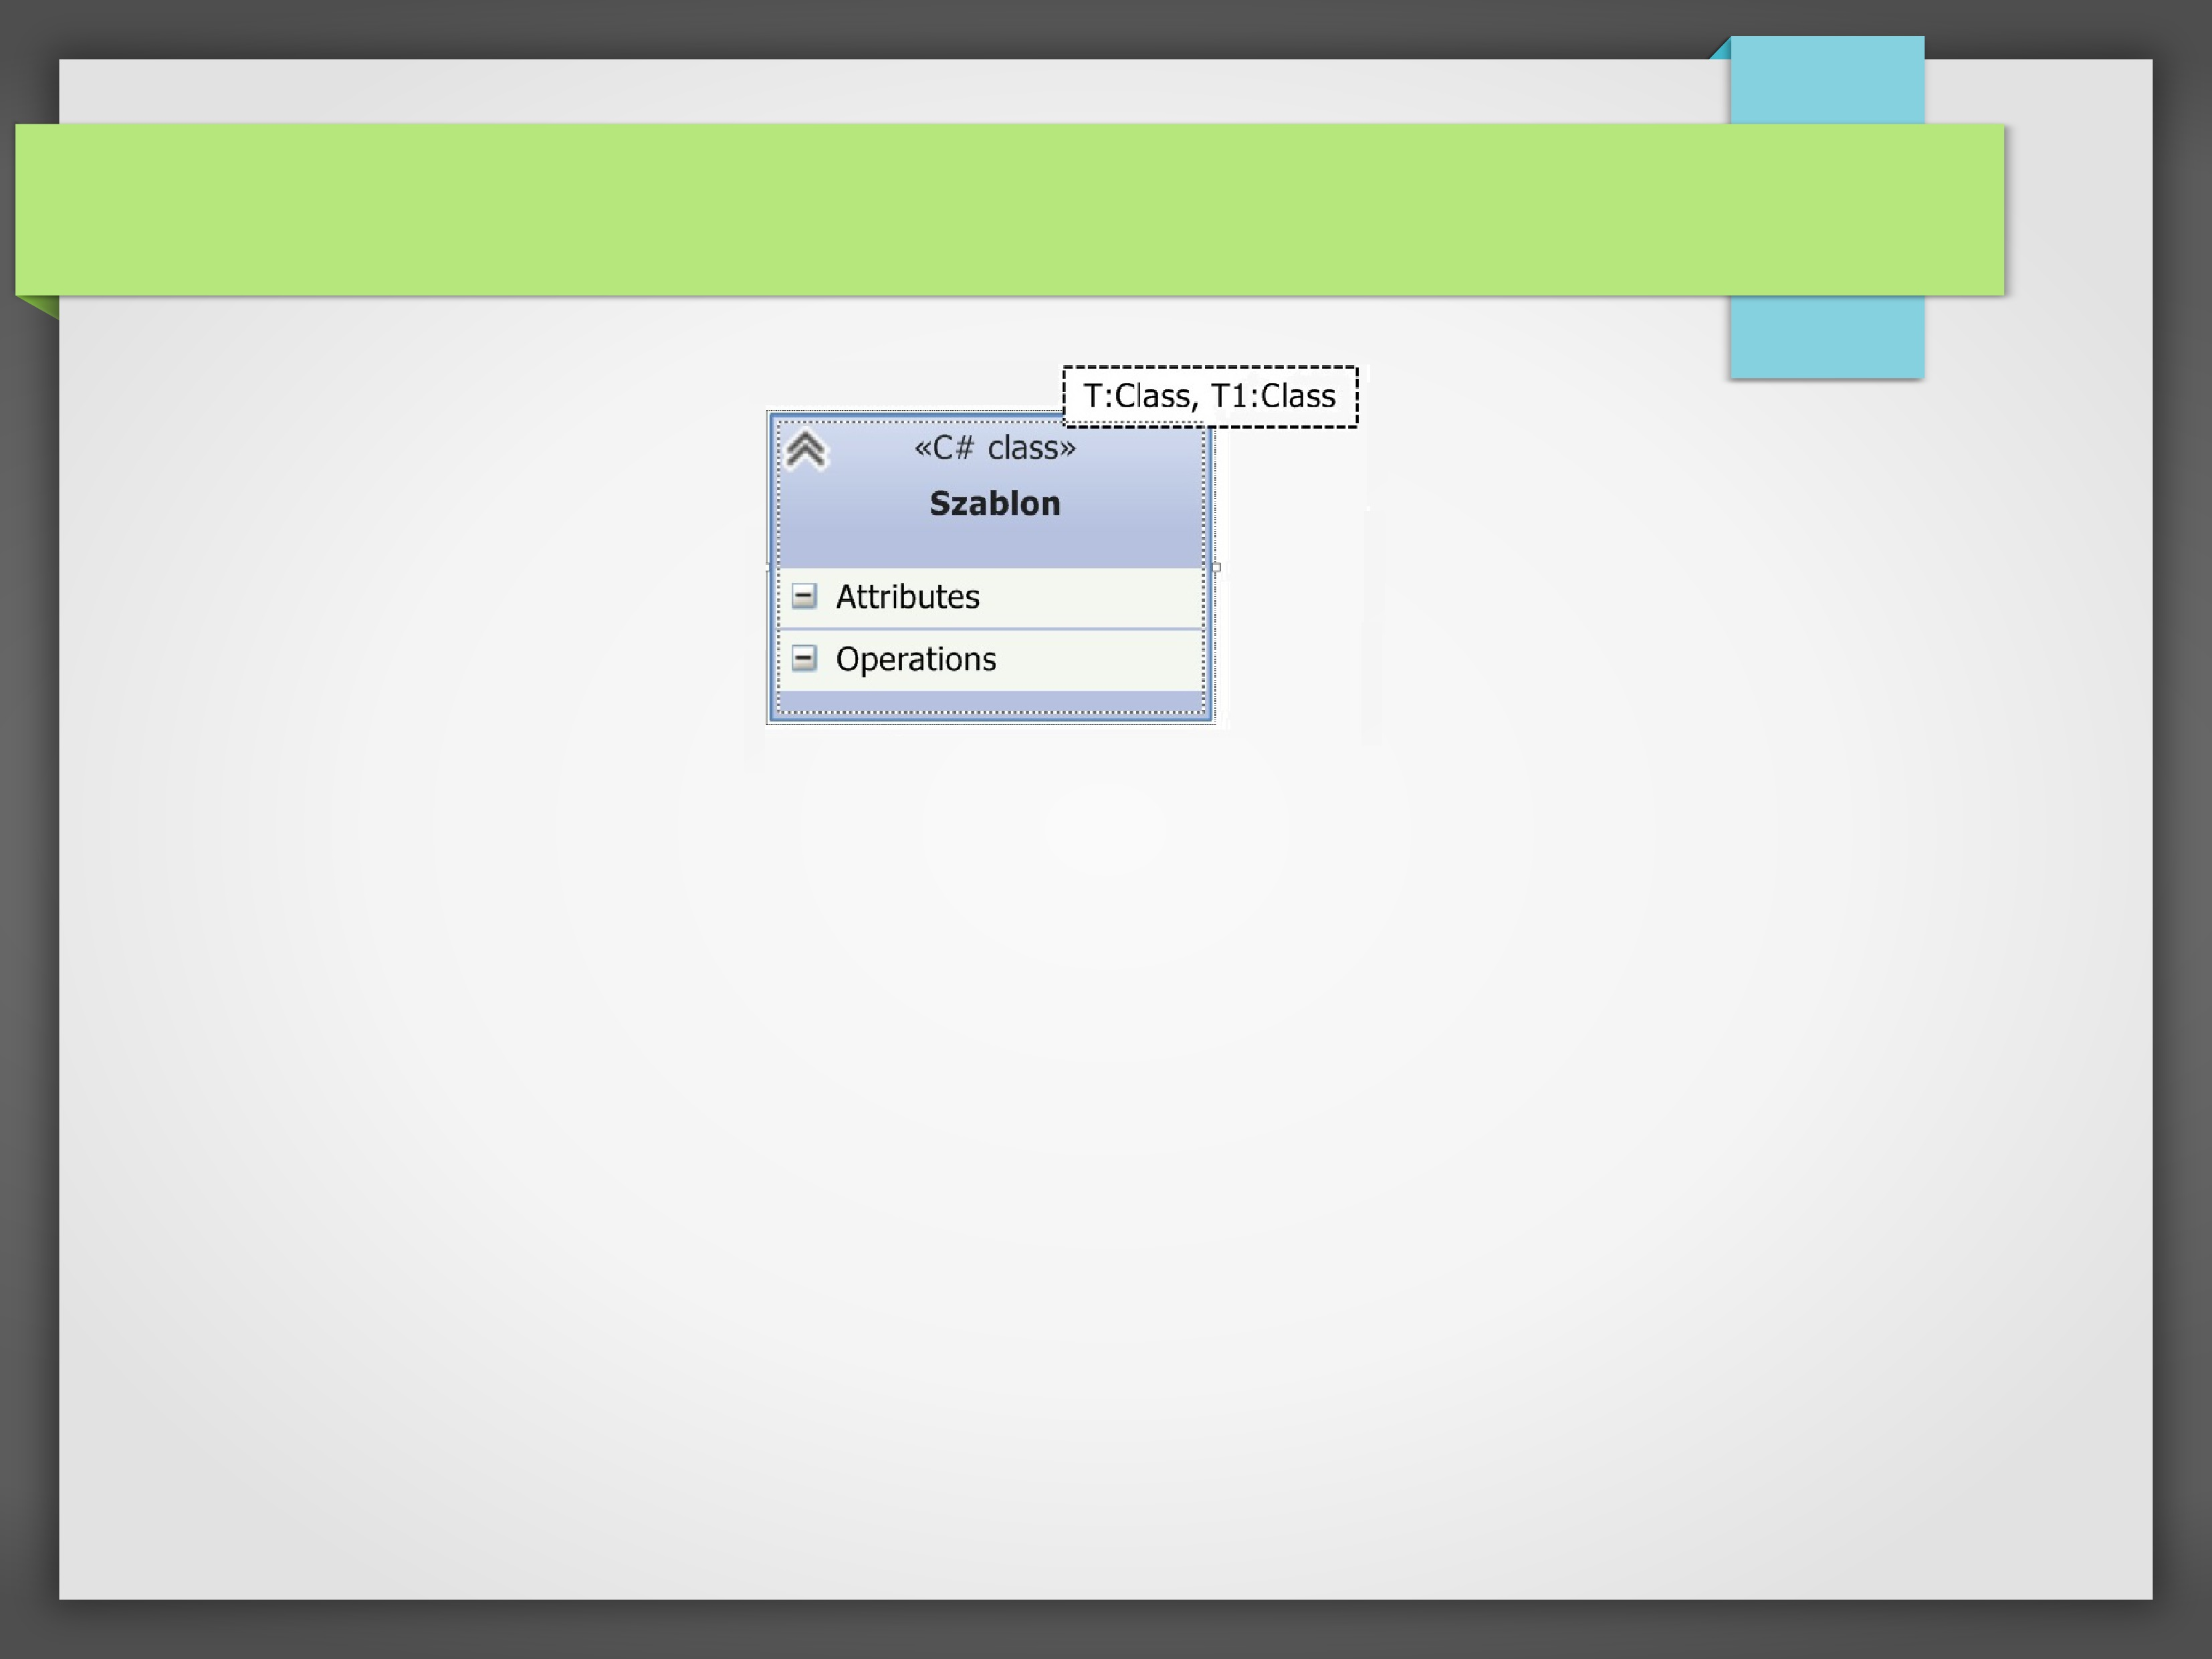 T:Class, T1:Class
«C# class»
Szablon
Attributes
Operations